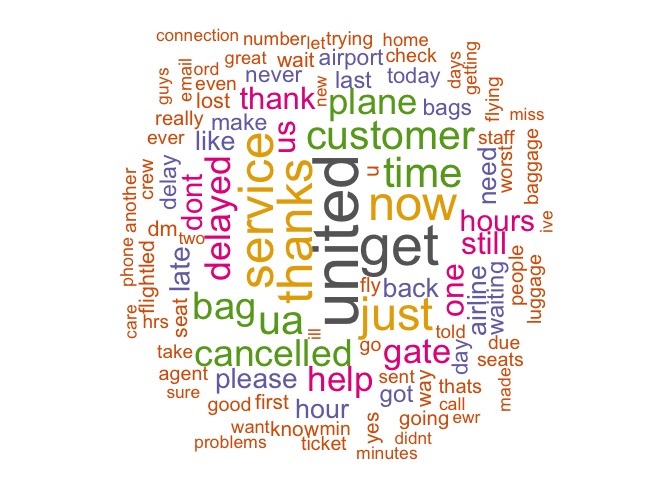 connection
number
let
trying
home
guys
email
ord
great
wait
airport
check
days
getting
even
never
new
last
today
flying
lost
thank
plane
bags
miss
really
make
us
customer
staff
ever
like
service
thanks
united
u
time
need
worst
baggage
phone
another
crew
delay
dont
delayed
now
hours
ive
dm
two
get
still
people
luggage
flightled
late
fly
back
one
airline
waiting
care
hrs
seat
bag
ua
ill
just
told
day
due
take
cancelled
go
gate
seats
agent
please
help
sent
way
thats
made
sure
good
first
hour
got
call
want
know
min
yes
going
ewr
problems
ticket
didnt
minutes